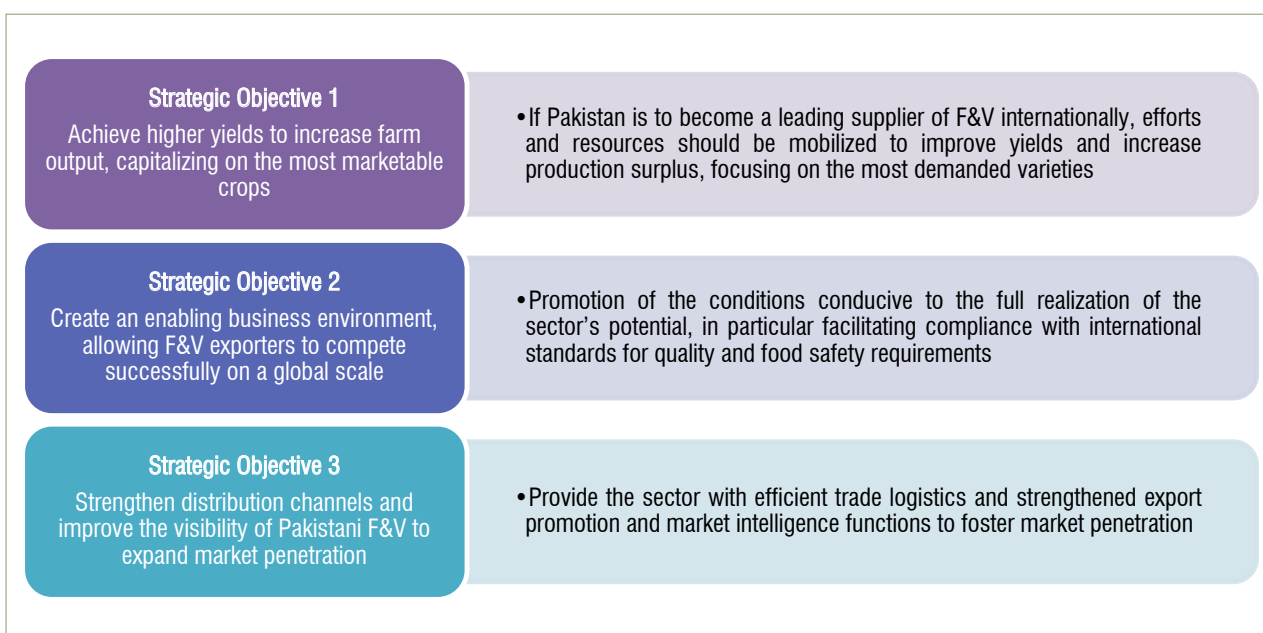 Strategic Objective 1
Achieve higher yields to increase farm
output, capitalizing on the most marketable
crops
•If Pakistan is to become a leading supplier of F&V internationally, efforts
and resources should be mobilized to improve yields and increase
production surplus, focusing on the most demanded varieties
Strategic Objective 2
Create an enabling business environment,
allowing F&V exporters to compete
successfully on a global scale
•Promotion of the conditions conducive to the full realization of the
sector’s potential, in particular facilitating compliance with international
standards for quality and food safety requirements
Strategic Objective 3
Strengthen distribution channels and
improve the visibility of Pakistani F&V to
expand market penetration
•Provide the sector with efficient trade logistics and strengthened export
promotion and market intelligence functions to foster market penetration